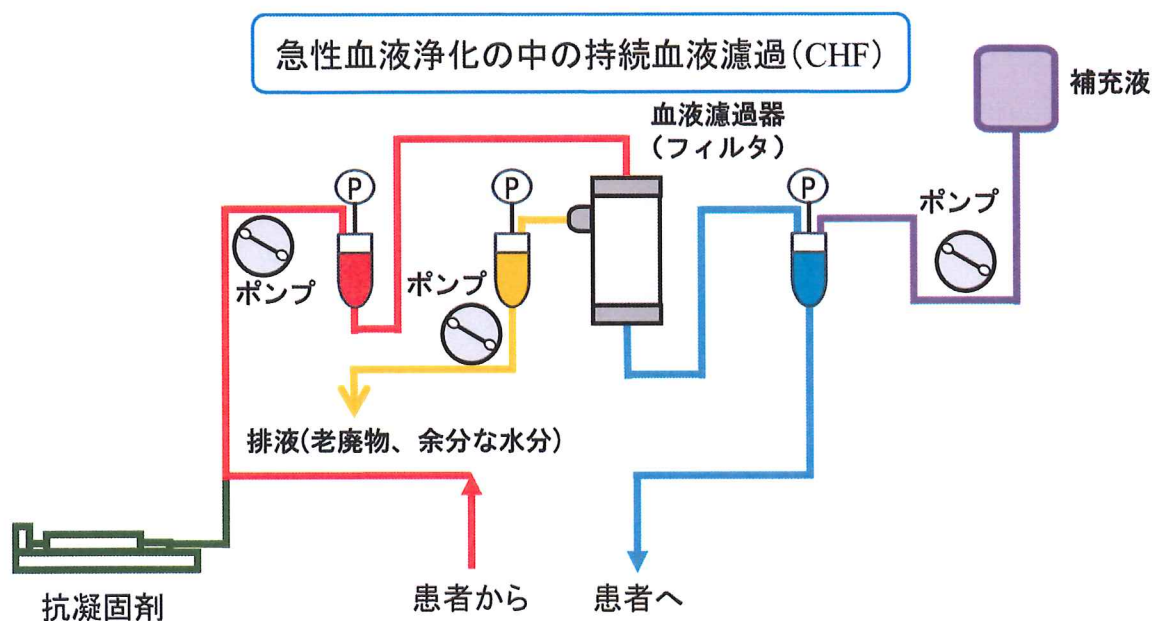 急性血液浄化の中の持続血液濾過(CHF)
補充液
血液濾過器
(フィルタ)
P
P
P
ポンプ
ポンプ
ポンプ
排液(老廃物、余分な水分)
抗凝固剤
患者から
患者へ